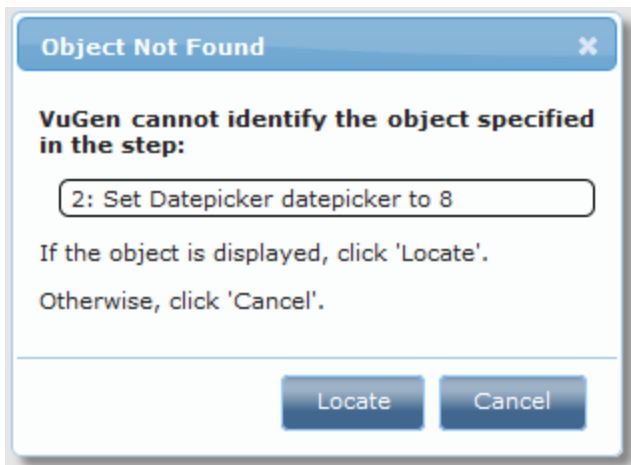 Object Not Found
VuGen cannot identify the object specified
in the step:
2: Set Datepicker datepicker to 8
If the object is displayed, click 'Locate'.
Otherwise, click 'Cancel'.
Locate Cancel